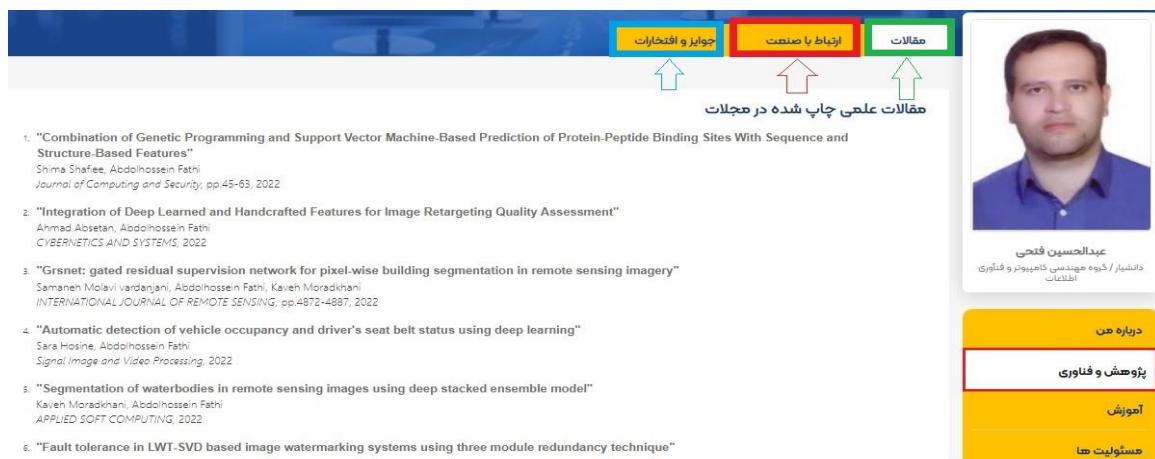 مقالات
ارتباط با صنعت
جوایز و افتخارات
مقالات علمی چاپ شده در مجلات
1. "Combination of Genetic Programming and Support Vector Machine-Based Prediction of Protein-Peptide Binding Sites With Sequence and
Structure-Based Features"
Shima Shafiee, Abdolhossein Fathi
Journal of Computing and Security, pp.45-63, 2022
2. "Integration of Deep Learned and Handcrafted Features for Image Retargeting Quality Assessment"
Ahmad Absetan, Abdolhossein Fathi
CYBERNETICS AND SYSTEMS, 2022
3. "Grsnet: gated residual supervision network for pixel-wise building segmentation in remote sensing imagery"
Samaneh Molavi vardanjani, Abdolhossein Fathi, Kaveh Moradkhani
INTERNATIONAL JOURNAL OF REMOTE SENSING, pp.4872-4887, 2022
4. "Automatic detection of vehicle occupancy and driver's seat belt status using deep learning"
Sara Hosine, Abdolhossein Fathi
Signal Image and Video Processing, 2022
5. "Segmentation of waterbodies in remote sensing images using deep stacked ensemble model"
Kaveh Moradkhani, Abdolhossein Fathi
APPLIED SOFT COMPUTING, 2022
6. "Fault tolerance in LWT-SVD based image watermarking systems using three module redundancy technique"
عبدالحسین فتحی
دانشیار / گروه مهندسی کامپیوتر و فنآوری
اطلاعات
درباره من
پژوهش و فناوری
آموزش
مسئولیت ها